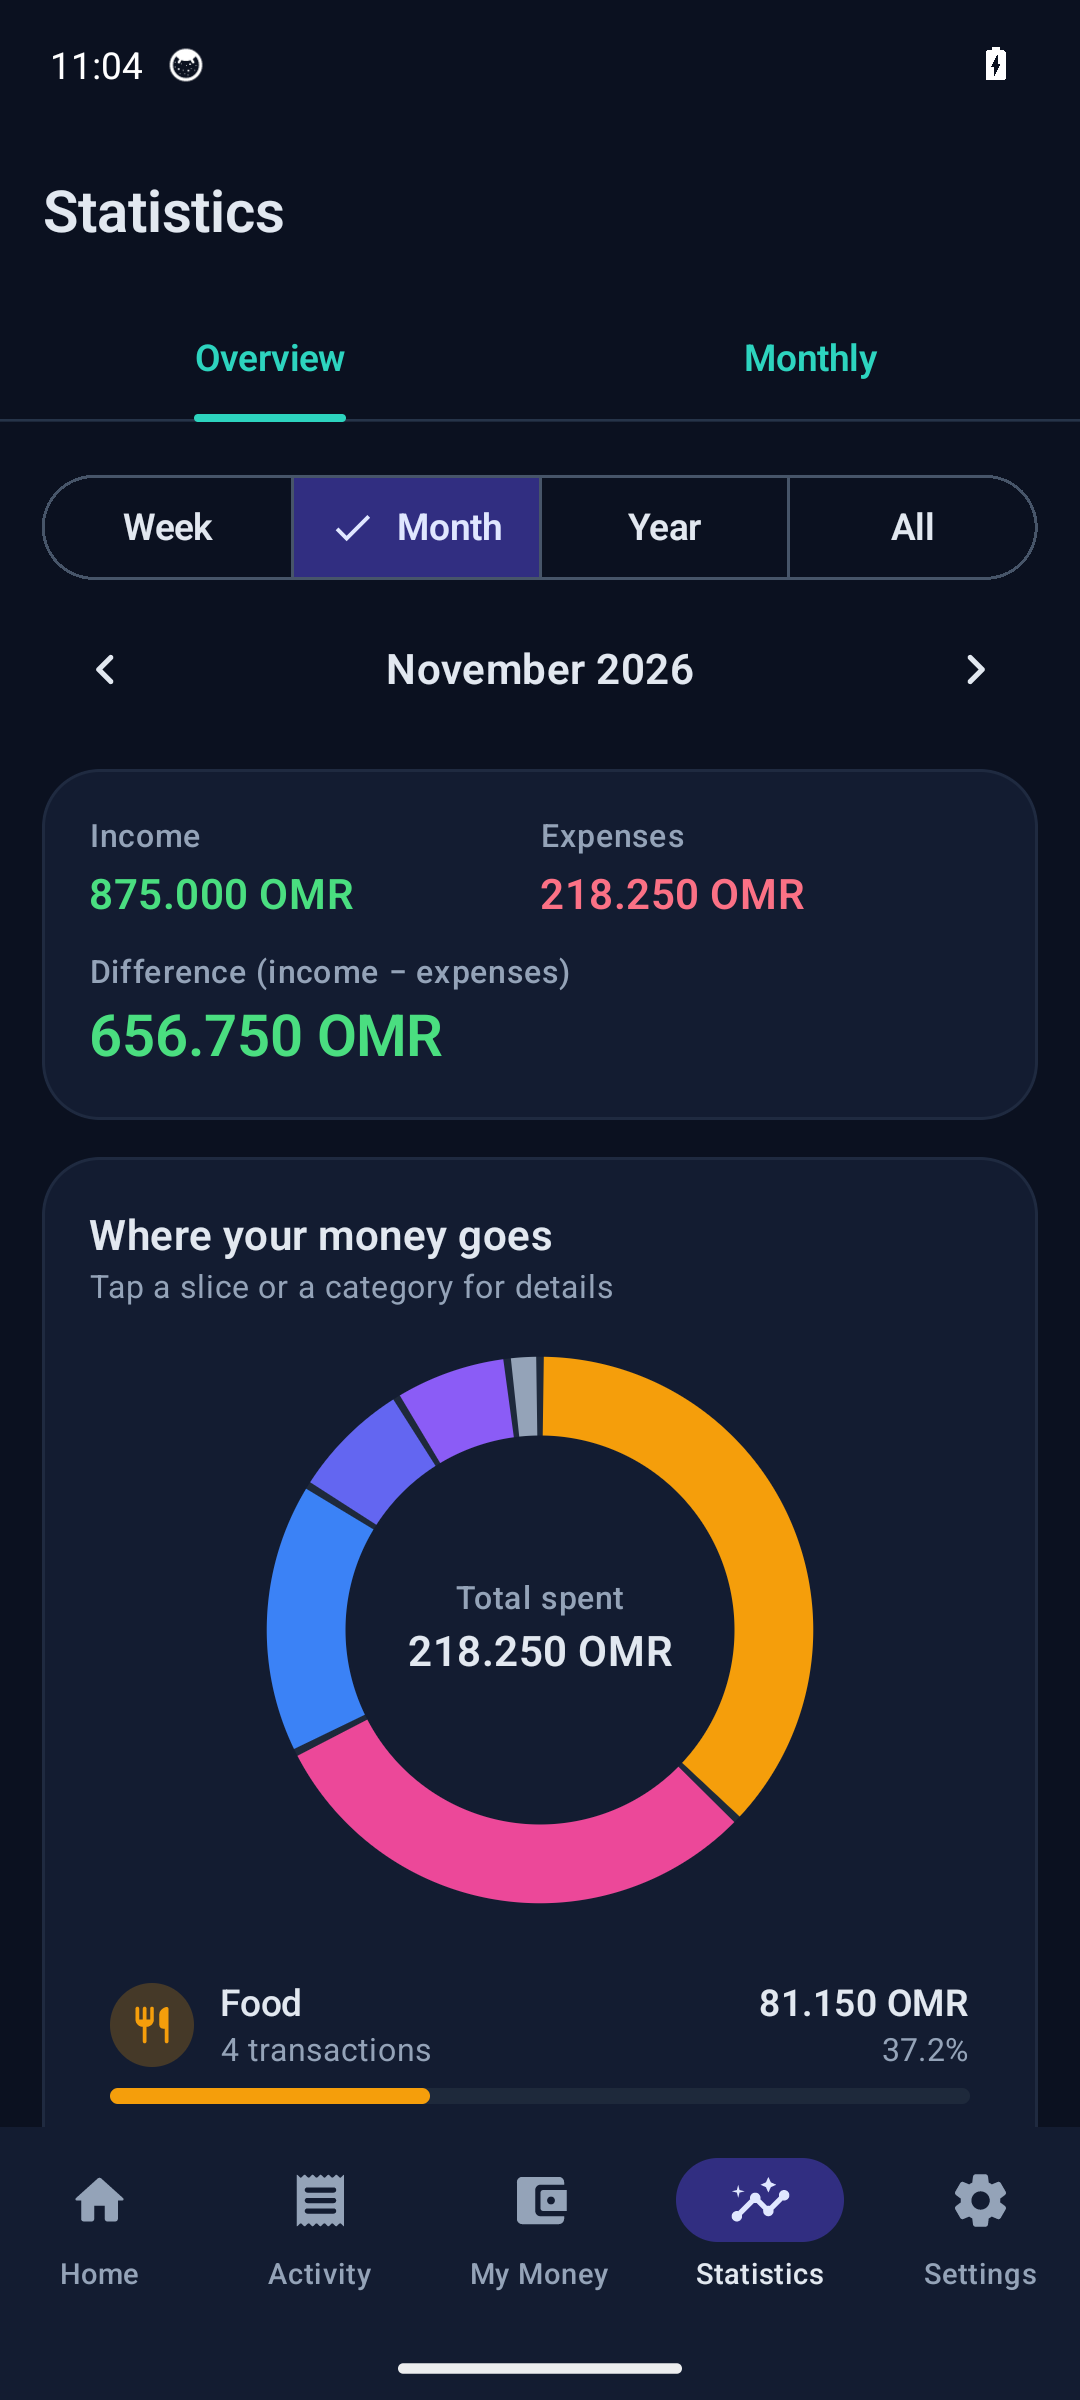 11:04
Statistics
Overview
Monthly
Week
Month
Year
All
November 2026
Income
Expenses
875.000 OMR
218.250 OMR
Difference (income − expenses)
656.750 OMR
Where your money goes
Tap a slice or a category for details
Total spent
218.250 OMR
Food
81.150 OMR
4 transactions
37.2%
Home
Activity
My Money
Statistics
Settings